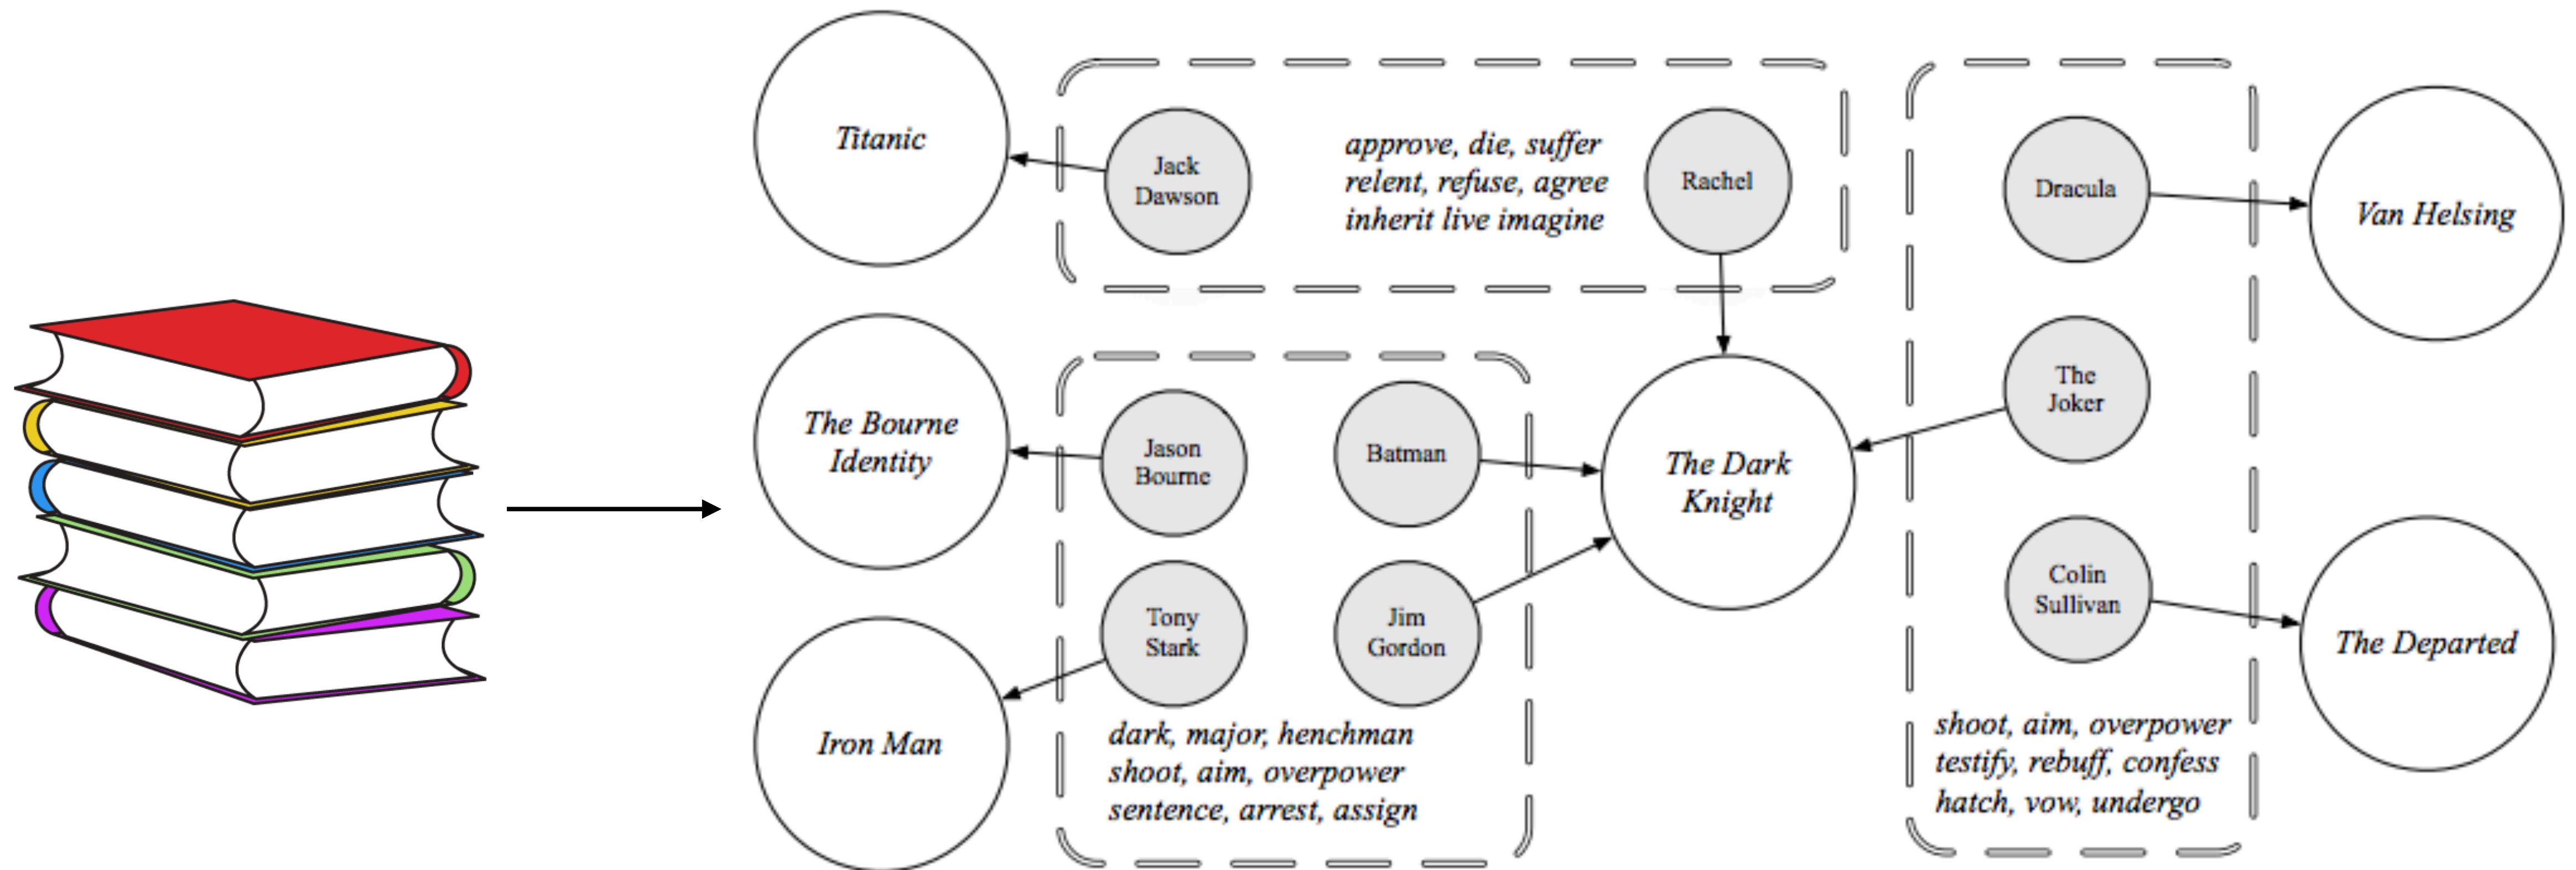 Titanic
Jack
Dawson
approve, die, suffer
relent, refuse, agree
inherit live imagine
Rachel
Dracula
Van Helsing
The Bourne
Identity
Jason
Bourne
Batman
The Dark
Knight
The
Joker
Iron Man
Tony
Stark
Jim
Gordon
dark, major, henchman
shoot, aim, overpower
sentence, arrest, assign
Colin
Sullivan
The Departed
shoot, aim, overpower
testify, rebuff, confess
hatch, vow, undergo